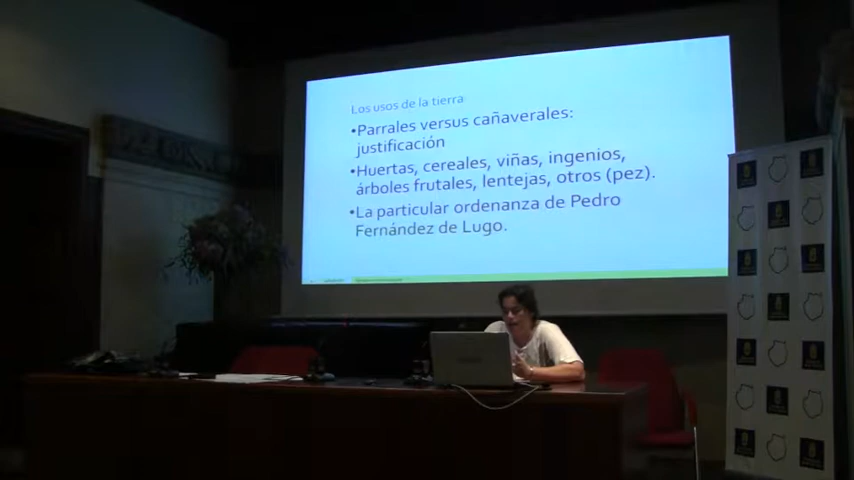 Los usos de la tierra
•Parrales versus cañaverales:
justificación
•Huertas, cereales, viñas, ingenios,
árboles frutales, lentejas, otros (pez).
•La particular ordenanza de Pedro
Fernández de Lugo.